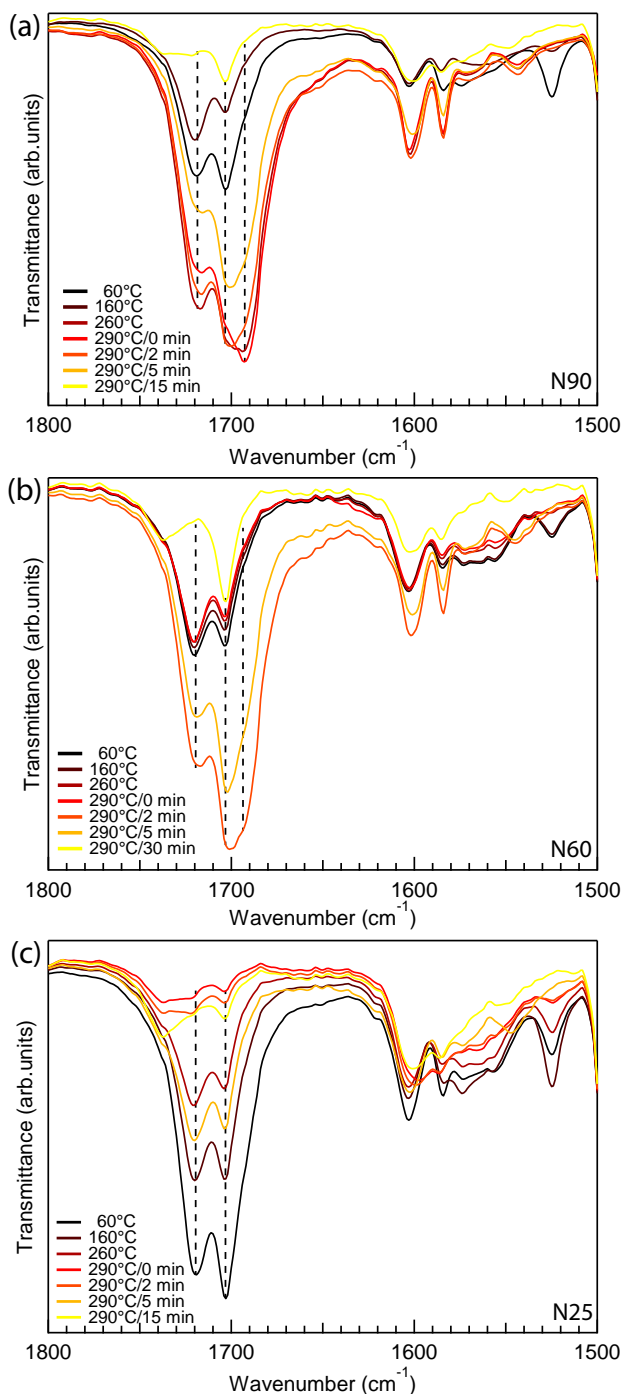 (a)
Transmittance (arb.units)
60°C
160°C
260°C
290°C/0 min
290°C/2 min
290°C/5 min
290°C/15 min
N90
1800 1700 1600 1500
Wavenumber (cm-1)
(b)
Transmittance (arb.units)
60°C
160°C
260°C
290°C/0 min
290°C/2 min
290°C/5 min
290°C/30 min
N60
1800 1700 1600 1500
Wavenumber (cm-1)
(c)
Transmittance (arb.units)
60°C
160°C
260°C
290°C/0 min
290°C/2 min
290°C/5 min
290°C/15 min
N25
1800 1700 1600 1500
Wavenumber (cm-1)